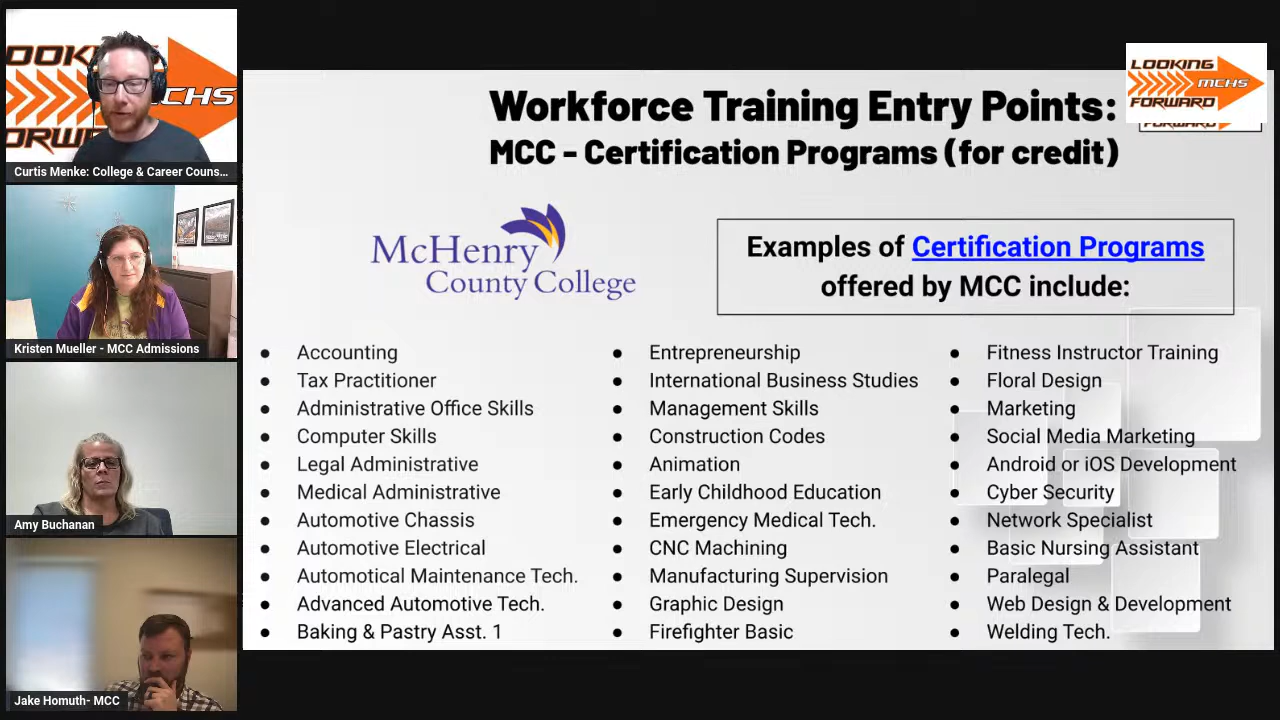 OOKI
MCHS
ORW
Curtis Menke: College & Career Couns...
Kristen Mueller - MCC Admissions
Amy Buchanan
Jake Homuth- MCC
LOOKING
MCHS
FORWARD
FORWARD
Workforce Training Entry Points:
MCC - Certification Programs (for credit)
McHenry
County College
Examples of Certification Programs
offered by MCC include:
Accounting
Tax Practitioner
Administrative Office Skills
Computer Skills
Legal Administrative
Medical Administrative
Automotive Chassis
Automotive Electrical
Automotical Maintenance Tech.
Advanced Automotive Tech.
Baking & Pastry Asst. 1
Entrepreneurship
International Business Studies
Management Skills
Construction Codes
Animation
Early Childhood Education
Emergency Medical Tech.
CNC Machining
Manufacturing Supervision
Graphic Design
Firefighter Basic
Fitness Instructor Training
Floral Design
Marketing
Social Media Marketing
Android or iOS Development
Cyber Security
Network Specialist
Basic Nursing Assistant
Paralegal
Web Design & Development
Welding Tech.